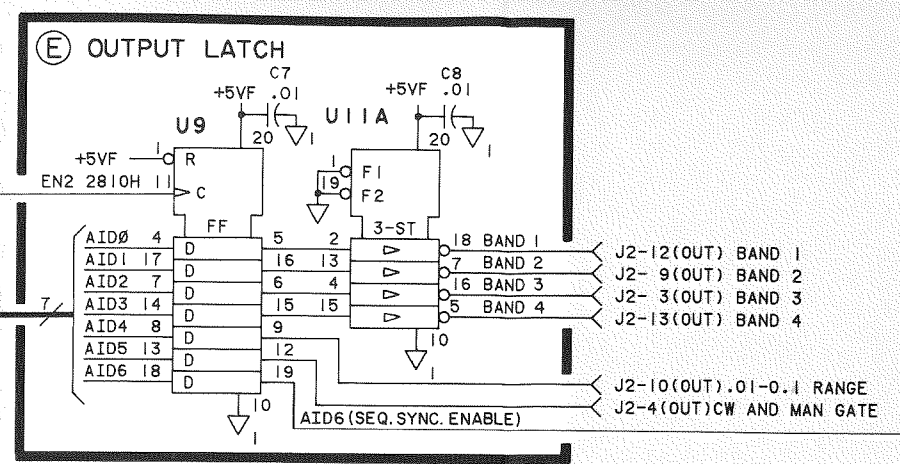 E OUTPUT LATCH
C7
+5VF .01
C8
+5VF .01
U9
U11A
20
1
20
1
+5VF 1 R
EN2 2810H 11 C
1 F1
19 F2
FF
3-ST
AIDØ 4 D 5 2 18 BAND 1 J2-12(OUT) BAND 1
AID1 17 D 16 13 7 BAND 2 J2- 9(OUT) BAND 2
AID2 7 D 6 4 16 BAND 3 J2- 3(OUT) BAND 3
7 AID3 14 D 15 15 5 BAND 4 J2-13(OUT) BAND 4
AID4 8 D 9 10
AID5 13 D 12 1
AID6 18 D 19 J2-10(OUT).01-0.1 RANGE
10 J2-4(OUT)CW AND MAN GATE
1 AID6(SEQ.SYNC.ENABLE)